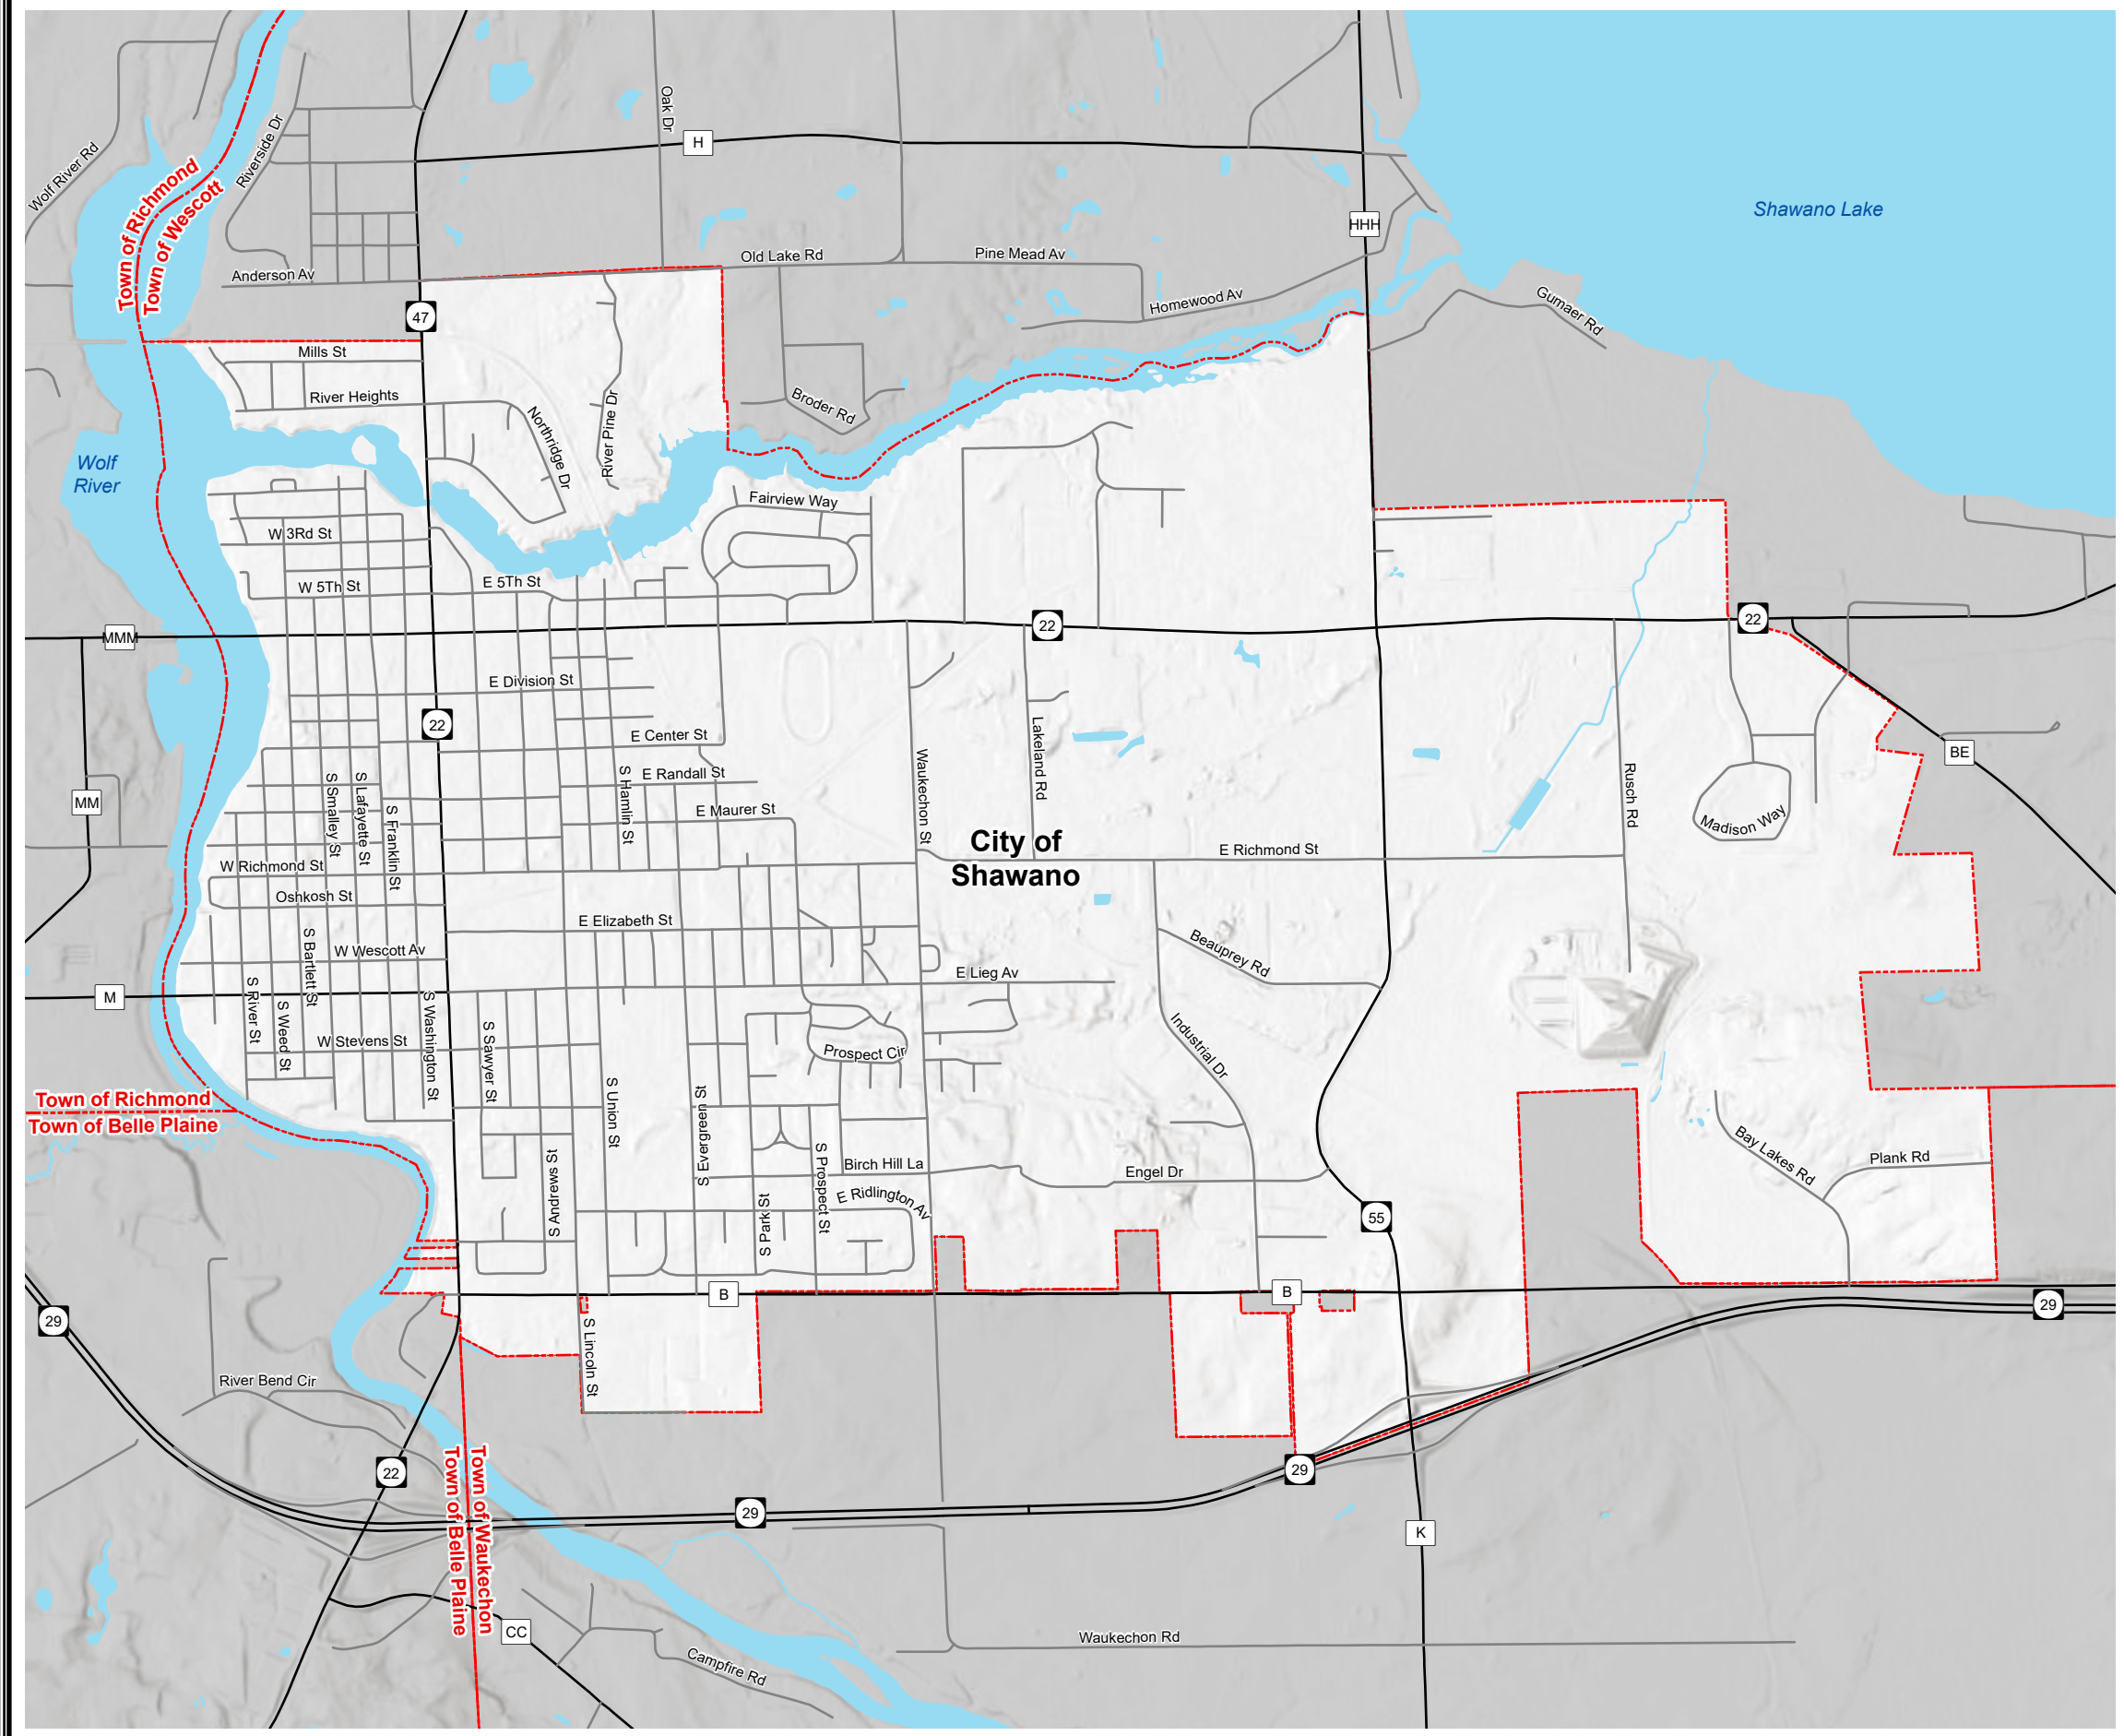 Oak Dr
H
Wolf River Rd
Riverside Dr
Town of Richmond
Town of Wescott
Shawano Lake
HHH
Old Lake Rd
Pine Mead Av
Anderson Av
Homewood Av
Gumaer Rd
47
Mills St
River Heights
Northridge Dr
River Pine Dr
Broder Rd
Wolf
River
Fairview Way
W 3Rd St
W 5Th St
E 5Th St
MMM
22
22
E Division St
22
E Center St
BE
E Randall St
S Hamlin St
S Smalley St
S Lafayette St
S Franklin St
Waukechon St
Lakeland Rd
Rusch Rd
MM
E Maurer St
Madison Way
City of
Shawano
E Richmond St
W Richmond St
Oshkosh St
E Elizabeth St
W Wescott Av
S Bartlett St
Beauprey Rd
E Lieg Av
M
S River St
S Weed St
W Stevens St
S Washington St
S Sawyer St
Prospect Cir
Industrial Dr
Town of Richmond
Town of Belle Plaine
S Union St
S Evergreen St
S Andrews St
S Park St
S Prospect St
Birch Hill La
E Ridlington Av
Engel Dr
Bay Lakes Rd
Plank Rd
55
B
B
29
29
S Lincoln St
River Bend Cir
22
Town of Belle Plaine
Town of Waukechon
29
29
K
CC
Campfire Rd
Waukechon Rd